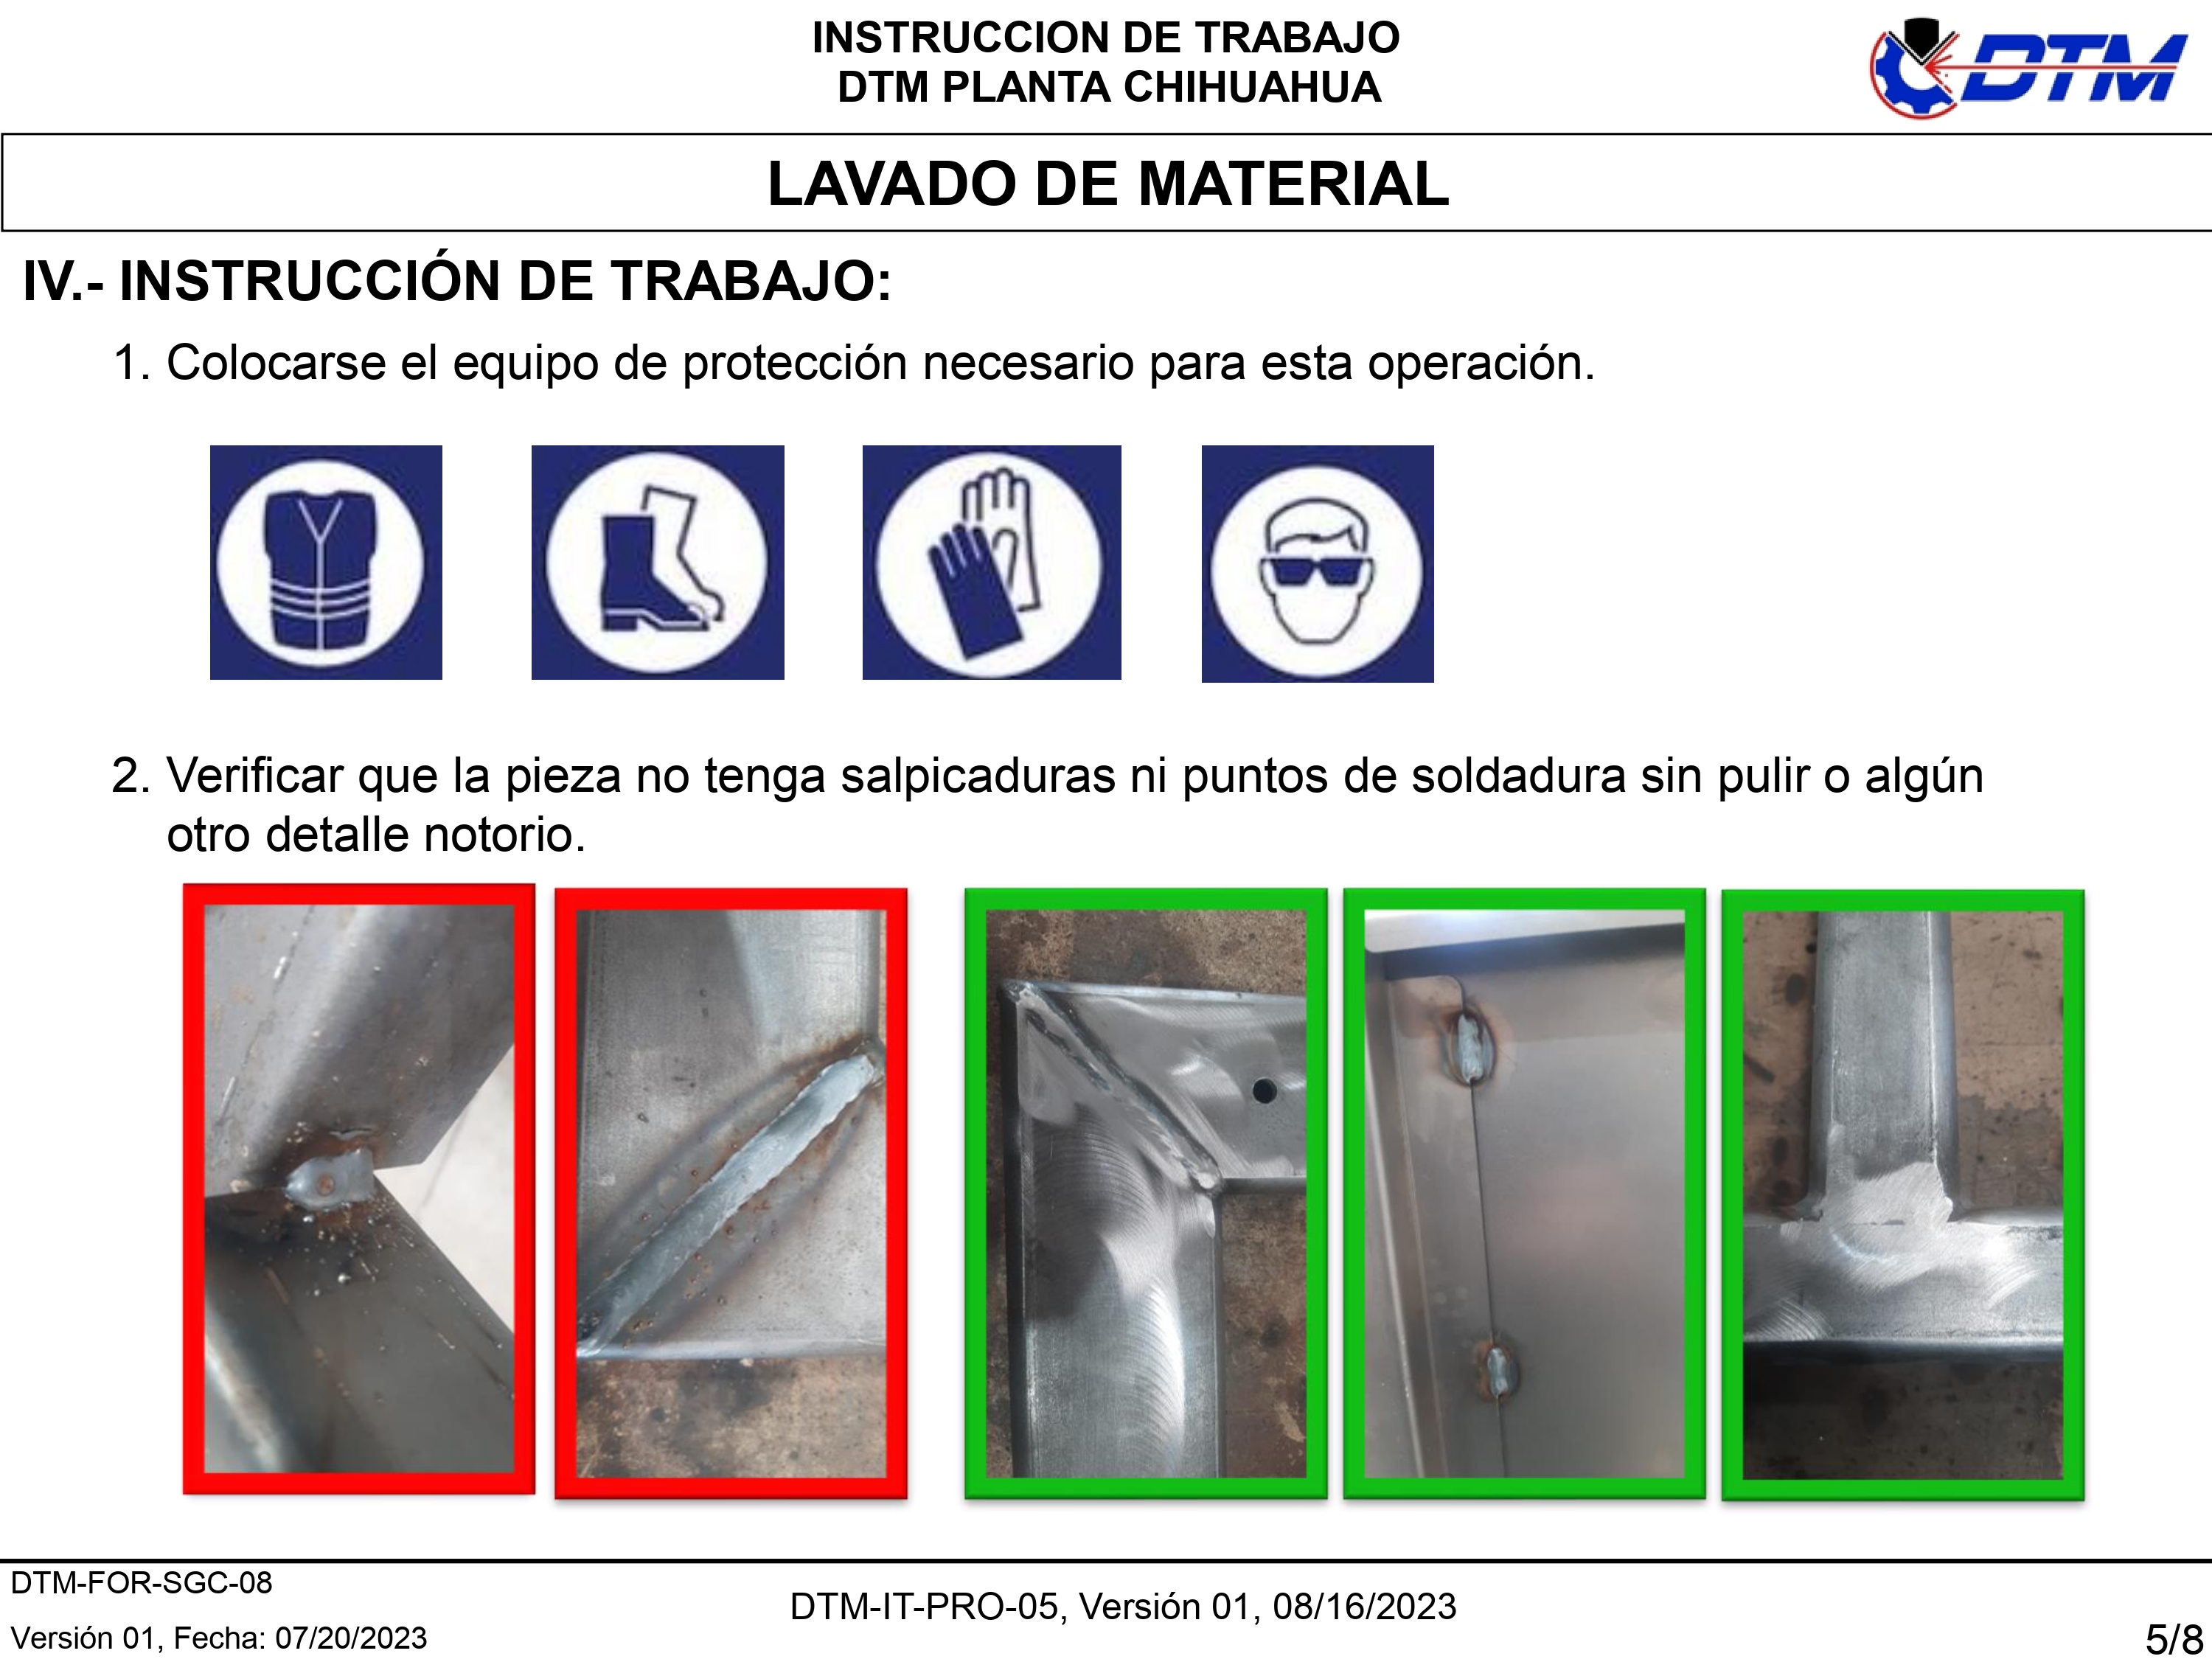 INSTRUCCION DE TRABAJO
DTM PLANTA CHIHUAHUA
DTM
LAVADO DE MATERIAL
IV.- INSTRUCCIÓN DE TRABAJO:
1. Colocarse el equipo de protección necesario para esta operación.
2. Verificar que la pieza no tenga salpicaduras ni puntos de soldadura sin pulir o algún
otro detalle notorio.
DTM-FOR-SGC-08
DTM-IT-PRO-05, Versión 01, 08/16/2023
Versión 01, Fecha: 07/20/2023
5/8